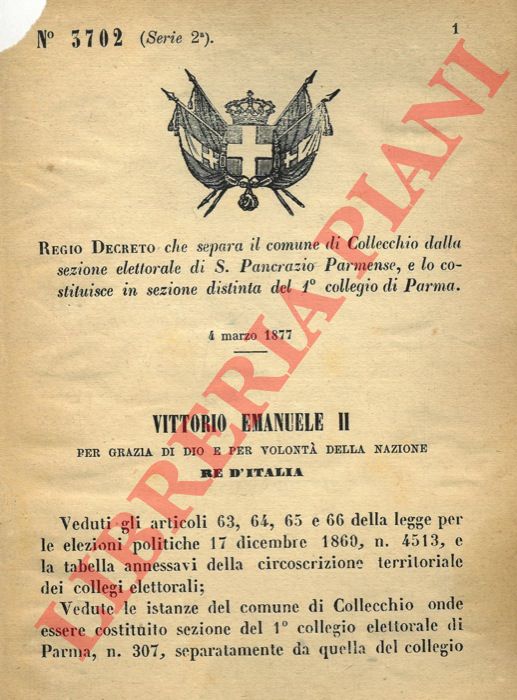 1
Nº 3702 (Serie 2ª).
REGIO DECRETO che separa il comune di Collecchio dalla
sezione elettorale di S. Pancrazio Parmense, e lo co-
stituisce in sezione distinta del 1º collegio di Parma.
4 marzo 1877
VITTORIO EMANUELE II
PER GRAZIA DI DIO E PER VOLONTÀ DELLA NAZIONE
RE D'ITALIA
Veduti gli articoli 63, 64, 65 e 66 della legge per
le elezioni politiche 17 dicembre 1860, n. 4513, e
la tabella annessavi della circoscrizione territoriale
dei collegi elettorali;
Vedute le istanze del comune di Collecchio onde
essere costituito sezione del 1º collegio elettorale di
Parma, n. 307, separatamente da quella del collegio
LIBRERIA PIANI